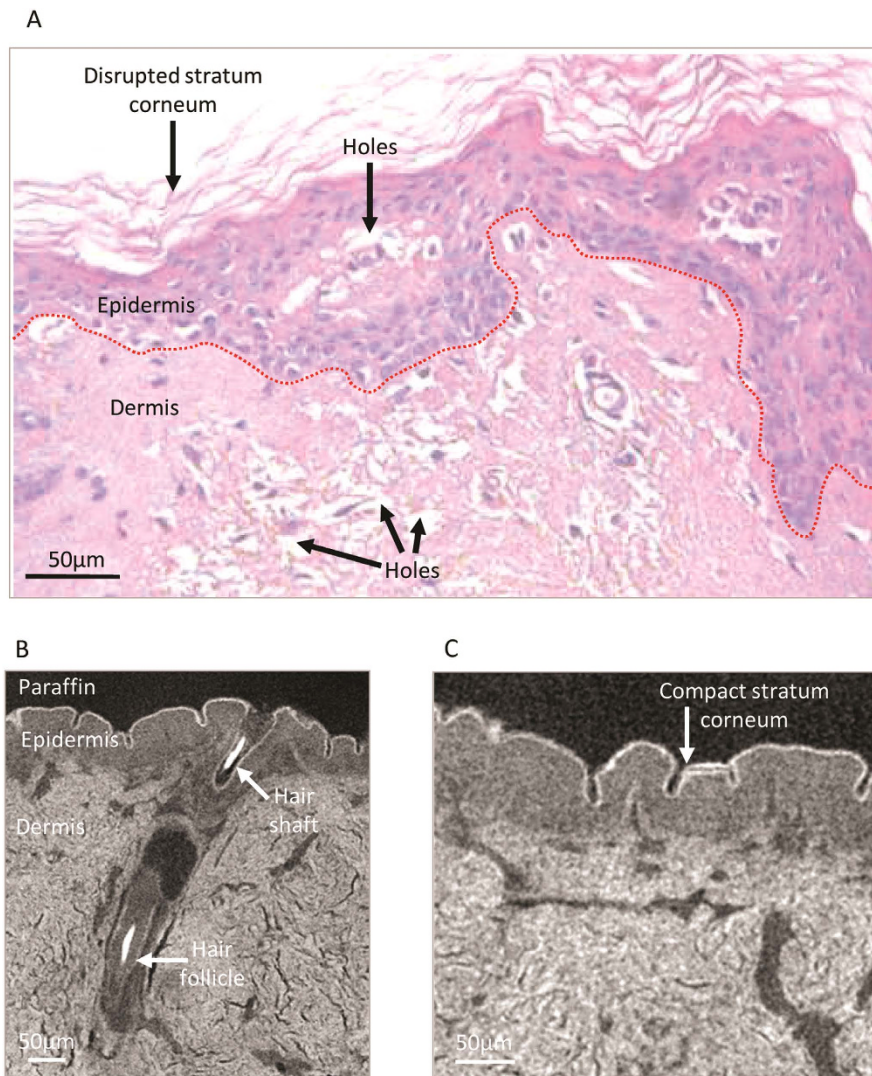 A
Disrupted stratum
corneum
Holes
Epidermis
Dermis
50µm
Holes
B
Paraffin
Epidermis
Hair
shaft
Dermis
Hair
follicle
50µm
C
Compact stratum
corneum
50µm